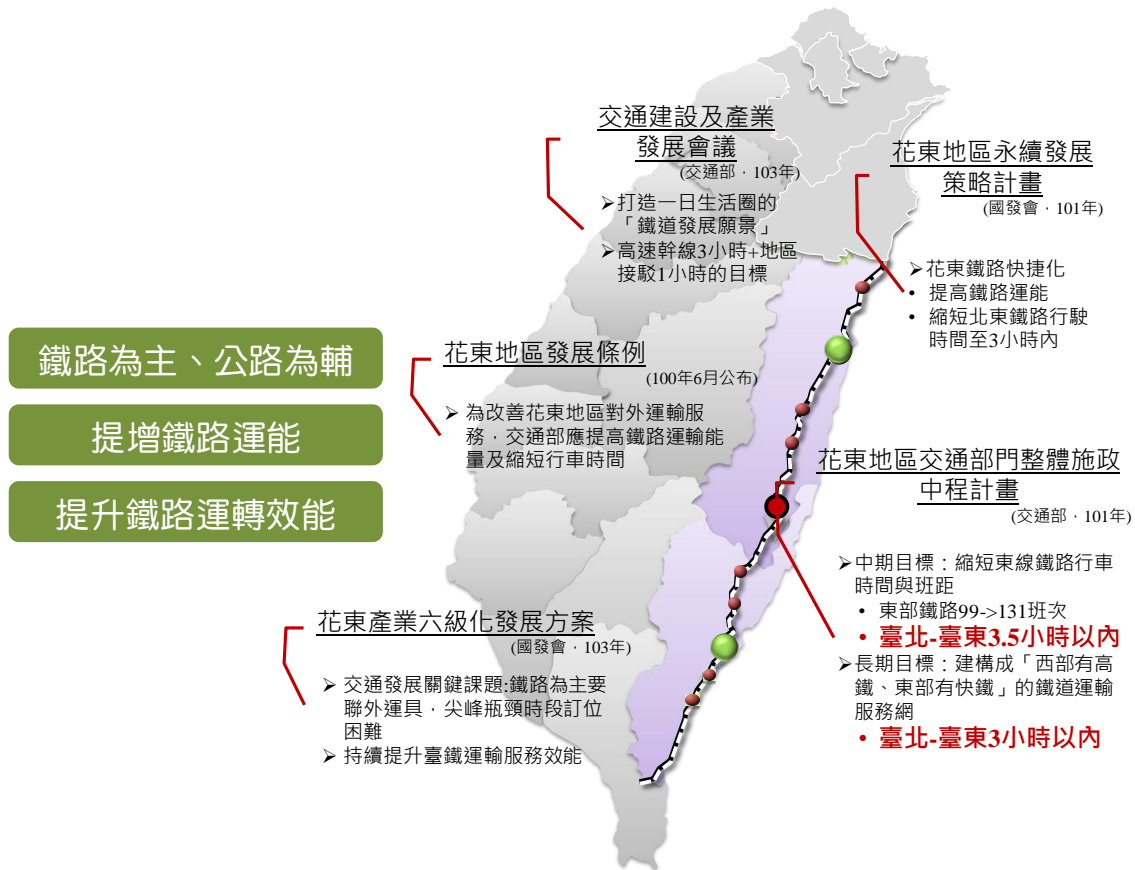 交通建設及產業
發展會議
(交通部，103年)
➢打造一日生活圈的
「鐵道發展願景」
➢高速幹線3小時+地區
接駁1小時的目標
花東地區永續發展
策略計畫
(國發會，101年)
➢花東鐵路快捷化
• 提高鐵路運能
• 縮短北東鐵路行駛
時間至3小時內
鐵路為主、公路為輔
提增鐵路運能
提升鐵路運轉效能
花東地區發展條例
(100年6月公布)
➢ 為改善花東地區對外運輸服
務，交通部應提高鐵路運輸能
量及縮短行車時間
花東地區交通部門整體施政
中程計畫
(交通部，101年)
➢中期目標：縮短東線鐵路行車
時間與班距
• 東部鐵路99->131班次
• 臺北-臺東3.5小時以內
➢長期目標：建構成「西部有高
鐵、東部有快鐵」的鐵道運輸
服務網
• 臺北-臺東3小時以內
花東產業六級化發展方案
(國發會，103年)
➢ 交通發展關鍵課題:鐵路為主要
聯外運具，尖峰瓶頸時段訂位
困難
➢ 持續提升臺鐵運輸服務效能